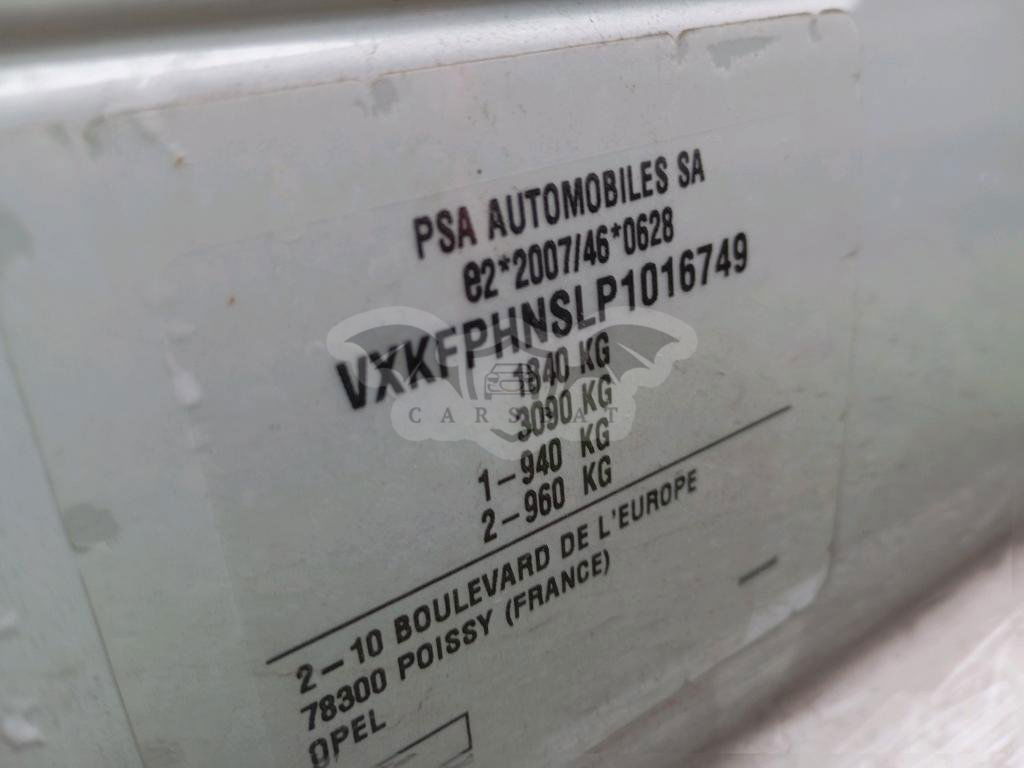 PSA AUTOMOBILES SA
e2*2007/46*0628
VXKFPHNSLP1016749
1840 KG
3090 KG
1-940 KG
2-960 KG
CARSTAT
2-10 BOULEVARD DE L'EUROPE
78300 POISSY (FRANCE)
OPEL